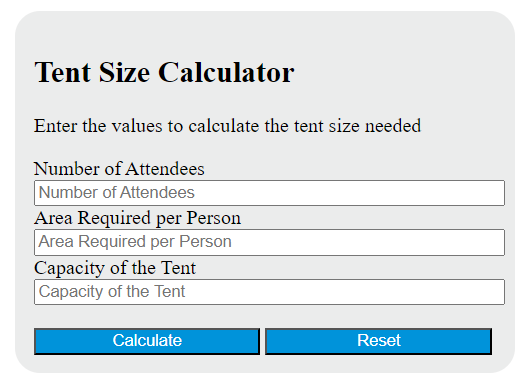 Tent Size Calculator
Enter the values to calculate the tent size needed
Number of Attendees
Number of Attendees
Area Required per Person
Area Required per Person
Capacity of the Tent
Capacity of the Tent
Calculate Reset